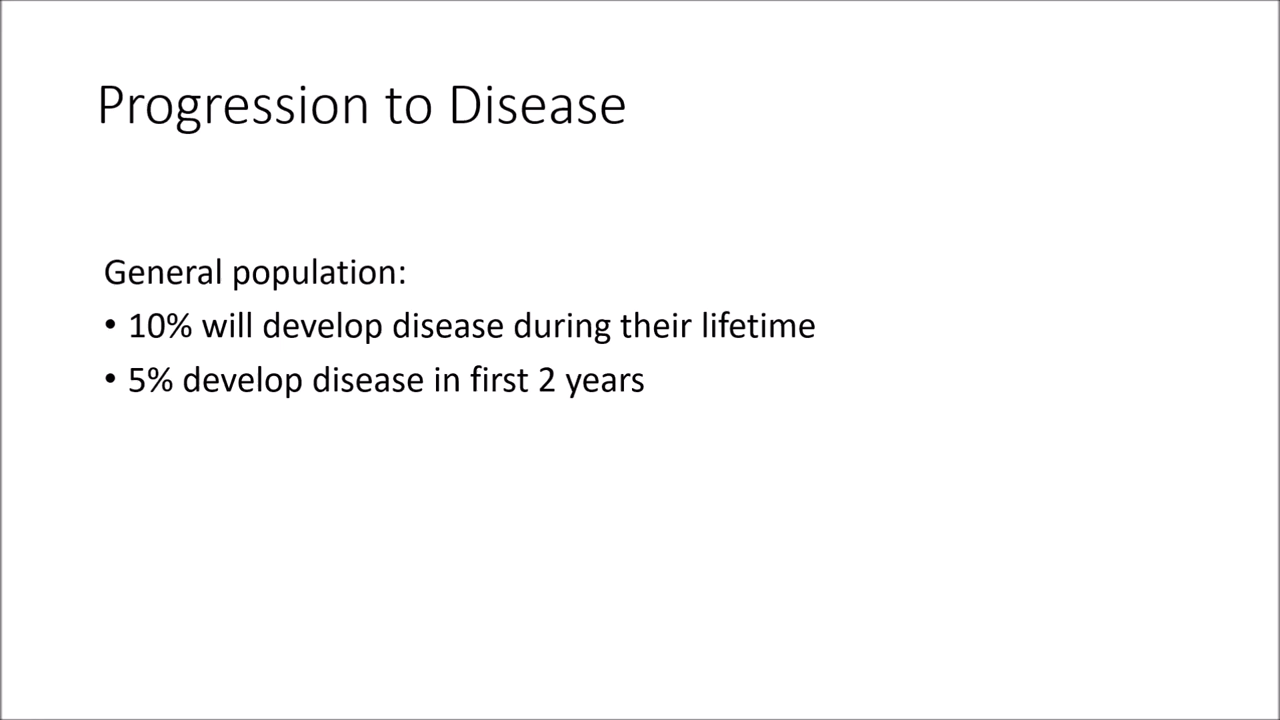 Progression to Disease
General population:
• 10% will develop disease during their lifetime
• 5% develop disease in first 2 years